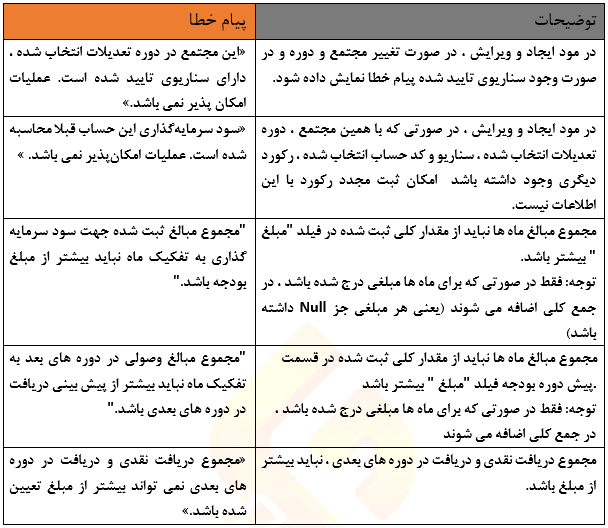 توضیحات
پیام خطا
در مود ایجاد و ویرایش ، در صورت تغییر مجتمع و دوره و در
صورت وجود سناریوی تایید شده پیام خطا نمایش داده شود.
«این مجتمع در دوره تعدیلات انتخاب شده ،
دارای سناریوی تایید شده است. عملیات
امکان پذیر نمی باشد.»
در مود ایجاد و ویرایش ، در صورتی که با همین مجتمع ، دوره
تعدیلات انتخاب شده ، سناریو و کد حساب انتخاب شده ، رکورد
دیگری وجود داشته باشد امکان ثبت مجدد رکورد با این
اطلاعات نیست.
«سود سرمایه‌گذاری این حساب قبلا محاسبه
شده است. عملیات امکان‌پذیر نمی باشد. »
مجموع مبالغ ماه ها نباید از مقدار کلی ثبت شده در فیلد "مبلغ
" بیشتر باشد.
توجه: فقط در صورتی که برای ماه ها مبلغی درج شده باشد ، در
جمع کلی اضافه می شوند (یعنی هر مبلغی جز Null داشته
باشد)
"مجموع مبالغ ثبت شده جهت سود سرمایه
گذاری به تفکیک ماه نباید بیشتر از مبلغ
بودجه باشد."
مجموع مبالغ ماه ها نباید از مقدار کلی ثبت شده در قسمت
.پیش دوره بودجه فیلد "مبلغ " بیشتر باشد
توجه: فقط در صورتی که برای ماه ها مبلغی درج شده باشد ،
در جمع کلی اضافه می شوند
"مجموع مبالغ وصولی در دوره های بعد به
تفکیک ماه نباید بیشتر از پیش بینی دریافت
در دوره های بعدی باشد."
مجموع دریافت نقدی و دریافت در دوره های بعدی ، نباید بیشتر
از مبلغ باشد.
«مجموع دریافت نقدی و دریافت در دوره
های بعدی نمی تواند بیشتر از مبلغ تعیین
شده باشد.»